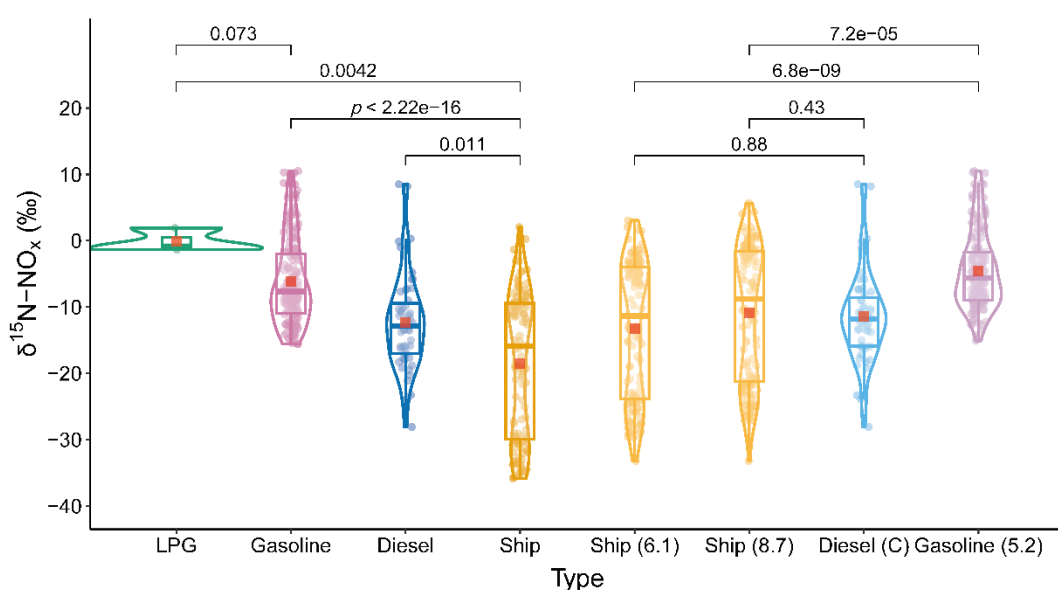 0.073
7.2e−05
0.0042
6.8e−09
p < 2.22e−16
0.43
0.011
0.88
20
10
0
−10
−20
−30
−40
δ¹⁵N−NOₓ (‰)
LPG Gasoline Diesel Ship Ship (6.1) Ship (8.7) Diesel (C) Gasoline (5.2)
Type